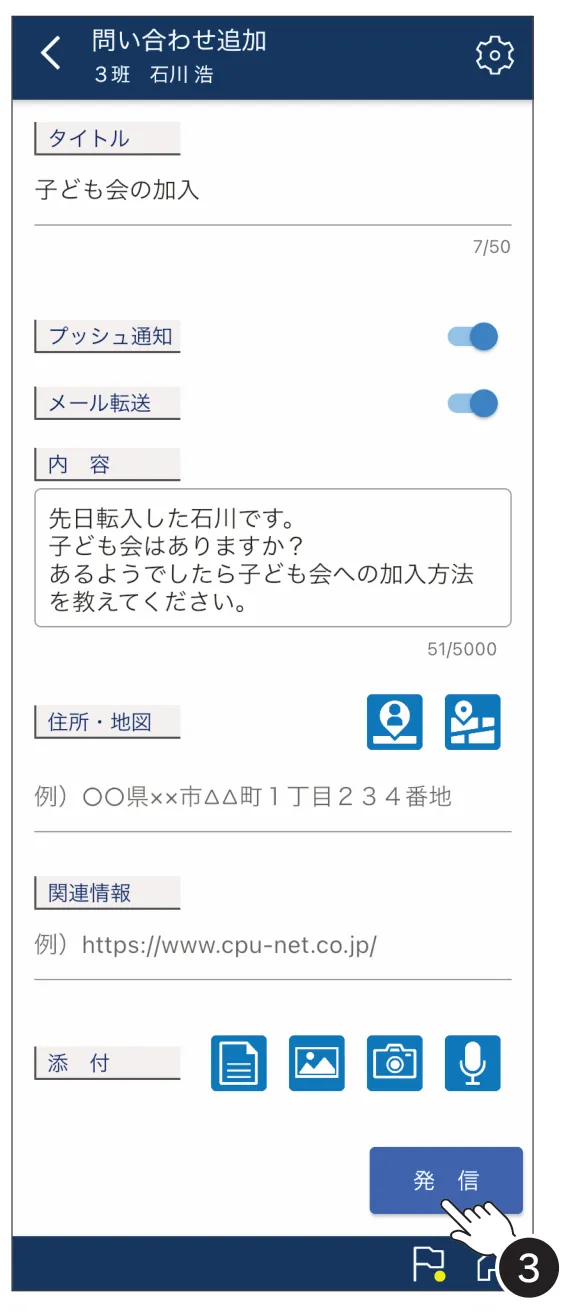 問い合わせ追加
３班　石川 浩
タイトル
子ども会の加入
7/50
プッシュ通知
メール転送
内　容
先日転入した石川です。
子ども会はありますか？
あるようでしたら子ども会への加入方法
を教えてください。
51/5000
住所・地図
例）〇〇県××市△△町１丁目２３４番地
関連情報
例）https://www.cpu-net.co.jp/
添　付
発　信
3